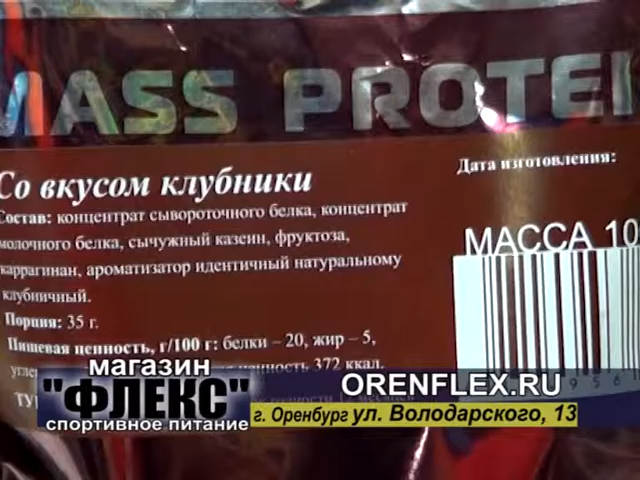 MASS PROTEI
Со вкусом клубники
Дата изготовления:
Состав: концентрат сывороточного белка, концентрат
молочного белка, сычужный казеин, фруктоза,
каррагинан, ароматизатор идентичный натуральному
клубничный.
МАССА 10
Порция: 35 г.
Пищевая ценность, г/100 г: белки – 20, жир – 5,
ценность 372 ккал.
магазин
"ФЛЕКС"
спортивное питание
ORENFLEX.RU
г. Оренбург ул. Володарского, 13